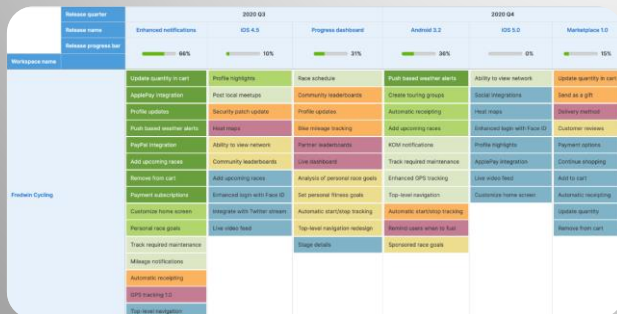 Release quarter 2020 Q3 2020 Q4
Release name Enhanced notifications iOS 4.5 Progress dashboard Android 3.2 iOS 5.0 Marketplace 1.0
Release progress bar 66% 10% 31% 36% 0% 15%
Workspace name
Update quantity in cart Profile highlights Race schedule Push based weather alerts Ability to view network Update quantity in cart
ApplePay integration Post local meetups Community leaderboards Create touring groups Social integrations Send as a gift
Profile updates Security patch update Profile updates Automatic receipting Heat maps Delivery method
Push based weather alerts Heat maps Bike mileage tracking Add upcoming races Enhanced login with Face ID Customer reviews
PayPal integration Ability to view network Partner leaderboards KOM notifications Profile highlights Payment options
Add upcoming races Community leaderboards Live dashboard Track required maintenance ApplePay integration Continue shopping
Remove from cart Add upcoming races Analysis of personal race goals Enhanced GPS tracking Live video feed Add to cart
Fredwin Cycling Payment subscriptions Enhanced login with Face ID Set personal fitness goals Top-level navigation Customize home screen Automatic receipting
Customize home screen Integrate with Twitter stream Automatic start/stop tracking Automatic start/stop tracking Update quantity
Personal race goals Live video feed Top-level navigation redesign Remind users when to fuel Remove from cart
Track required maintenance Stage details Sponsored race goals
Mileage notifications
Automatic receipting
GPS tracking 1.0
Top-level navigation